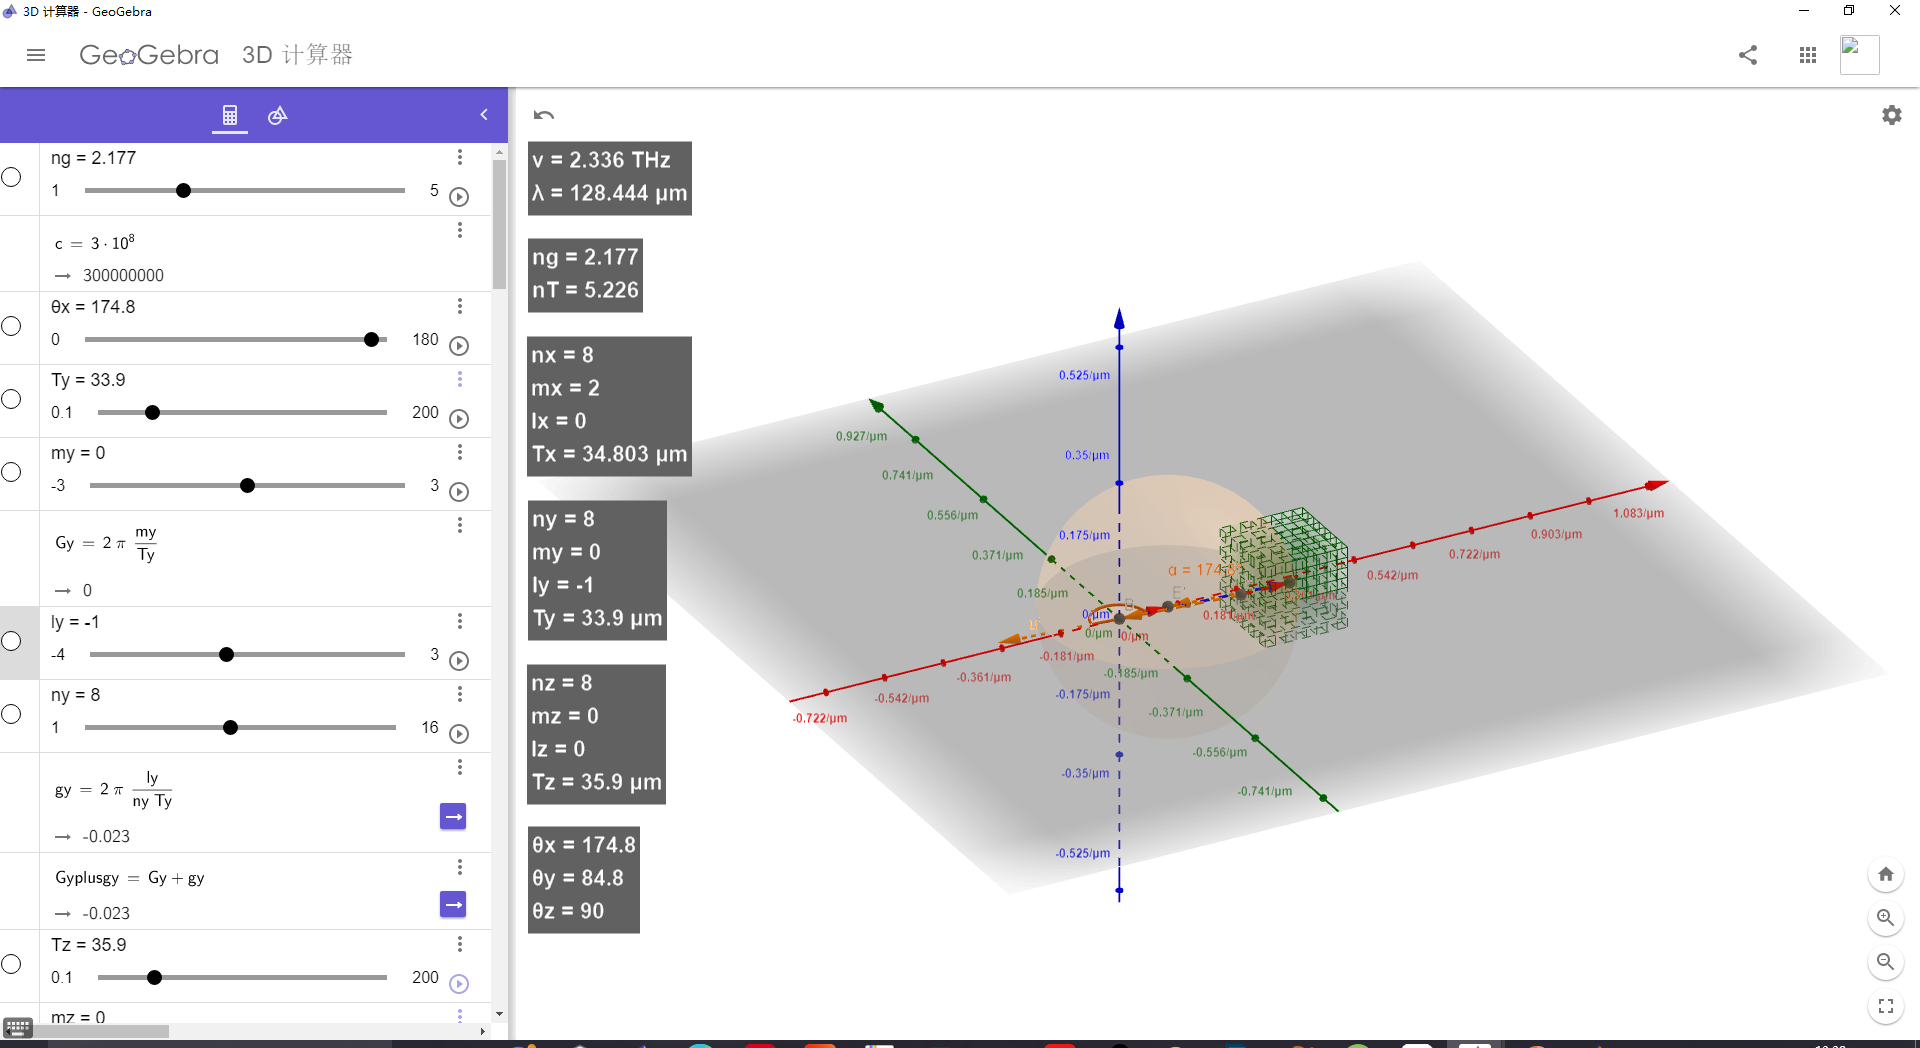 3D 计算器 - GeoGebra
GeoGebra 3D 计算器
ng = 2.177
1 5
c = 3 · 10⁸
→ 300000000
θx = 174.8
0 180
Ty = 33.9
0.1 200
my = 0
-3 3
Gy = 2 π my/Ty
→ 0
ly = -1
-4 3
ny = 8
1 16
gy = 2 π ly/(ny Ty)
→ -0.023
Gyplusgy = Gy + gy
→ -0.023
Tz = 35.9
0.1 200
mz = 0
v = 2.336 THz
λ = 128.444 μm
ng = 2.177
nT = 5.226
nx = 8
mx = 2
lx = 0
Tx = 34.803 μm
ny = 8
my = 0
ly = -1
Ty = 33.9 μm
nz = 8
mz = 0
lz = 0
Tz = 35.9 μm
θx = 174.8
θy = 84.8
θz = 90
0.525/μm
0.35/μm
0.175/μm
0/μm
-0.175/μm
-0.35/μm
-0.525/μm
0.927/μm
0.741/μm
0.556/μm
0.371/μm
0.185/μm
0/μm
-0.185/μm
-0.371/μm
-0.556/μm
-0.741/μm
1.083/μm
0.903/μm
0.722/μm
0.542/μm
0.181/μm
0/μm
-0.181/μm
-0.361/μm
-0.542/μm
-0.722/μm
E